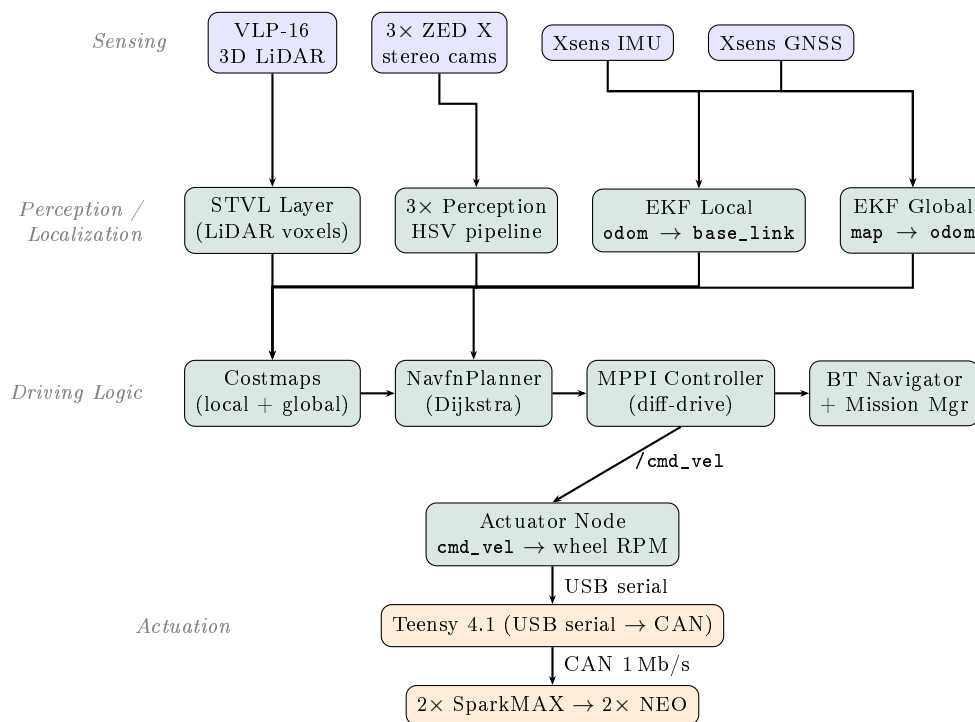 Sensing
VLP-16
3D LiDAR
3× ZED X
stereo cams
Xsens IMU
Xsens GNSS
Perception /
Localization
STVL Layer
(LiDAR voxels)
3× Perception
HSV pipeline
EKF Local
odom → base_link
EKF Global
map → odom
Driving Logic
Costmaps
(local + global)
NavfnPlanner
(Dijkstra)
MPPI Controller
(diff-drive)
BT Navigator
+ Mission Mgr
/cmd_vel
Actuator Node
cmd_vel → wheel RPM
USB serial
Actuation
Teensy 4.1 (USB serial → CAN)
CAN 1 Mb/s
2× SparkMAX → 2× NEO